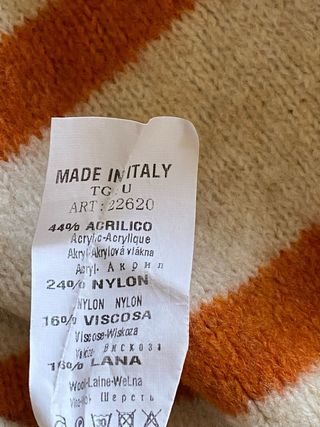 MADE IN ITALY
TG U
ART:22620
44% ACRILICO
Acrylic-Acrylique
Akryl-Akrylová vlákna
Acryl- Акрил
24% NYLON
NYLON NYLON
16% VISCOSA
Viscose-Wiskoza
Вискоза
16% LANA
Wool-Laine-Wełna
Шерсть